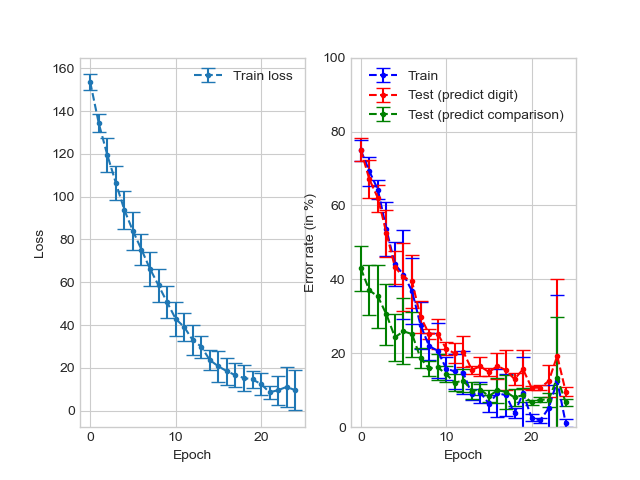 160
140
120
100
80
60
40
20
0
Loss
0
10
20
Epoch
Train loss
100
80
60
40
20
0
Error rate (in %)
0
10
20
Epoch
Train
Test (predict digit)
Test (predict comparison)